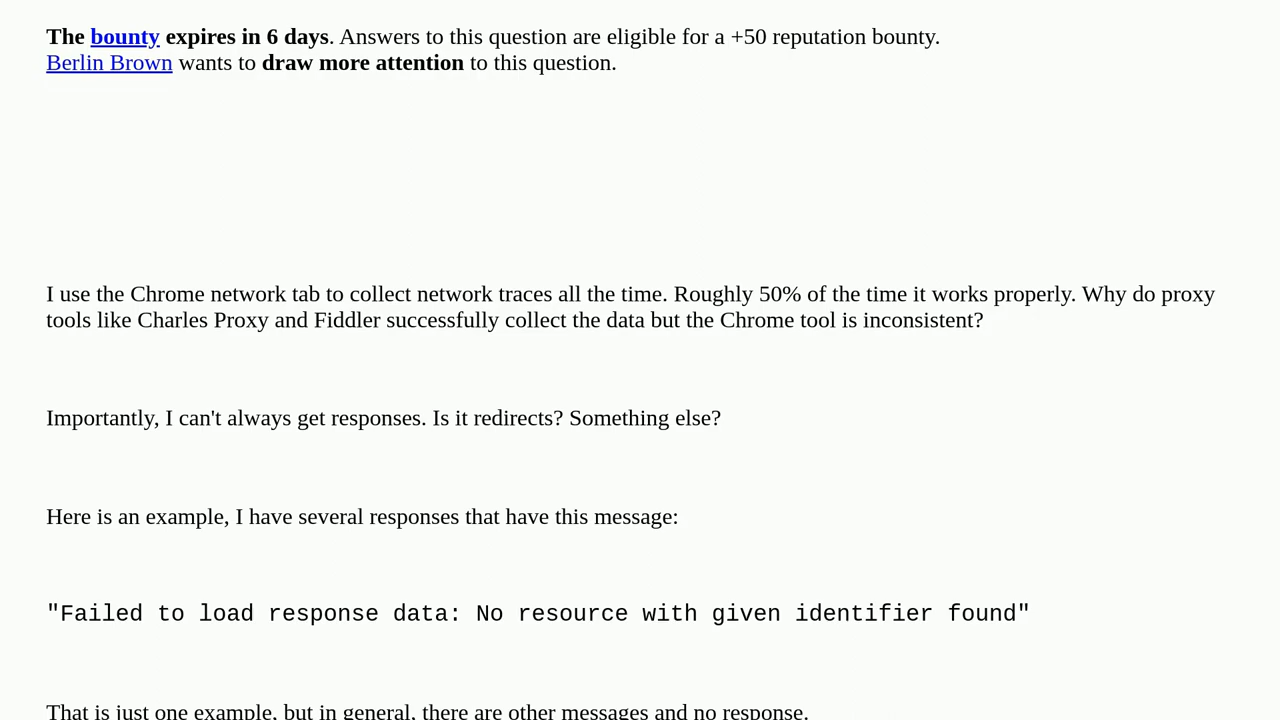 The bounty expires in 6 days. Answers to this question are eligible for a +50 reputation bounty.
Berlin Brown wants to draw more attention to this question.
I use the Chrome network tab to collect network traces all the time. Roughly 50% of the time it works properly. Why do proxy
tools like Charles Proxy and Fiddler successfully collect the data but the Chrome tool is inconsistent?
Importantly, I can't always get responses. Is it redirects? Something else?
Here is an example, I have several responses that have this message:
"Failed to load response data: No resource with given identifier found"
That is just one example, but in general, there are other messages and no response.